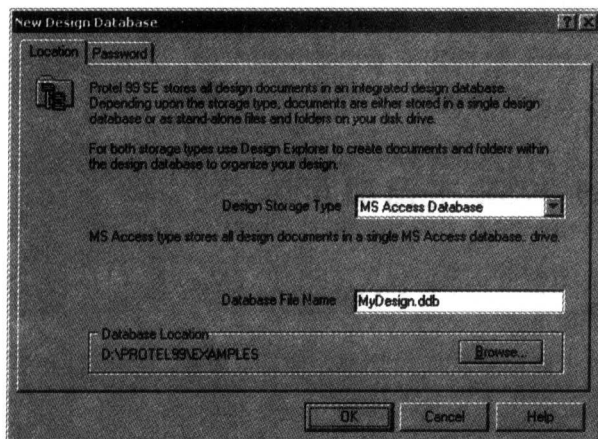 New Design Database
Location Password
Protel 99 SE stores all design documents in an integrated design database.
Depending upon the storage type, documents are either stored in a single design
database or as stand-alone files and folders on your disk drive.
For both storage types use Design Explorer to create documents and folders within
the design database to organize your design.
Design Storage Type MS Access Database
MS Access type stores all design documents in a single MS Access database.. drive.
Database File Name MyDesign.ddb
Database Location
D:\PROTEL99\EXAMPLES Browse...
OK Cancel Help